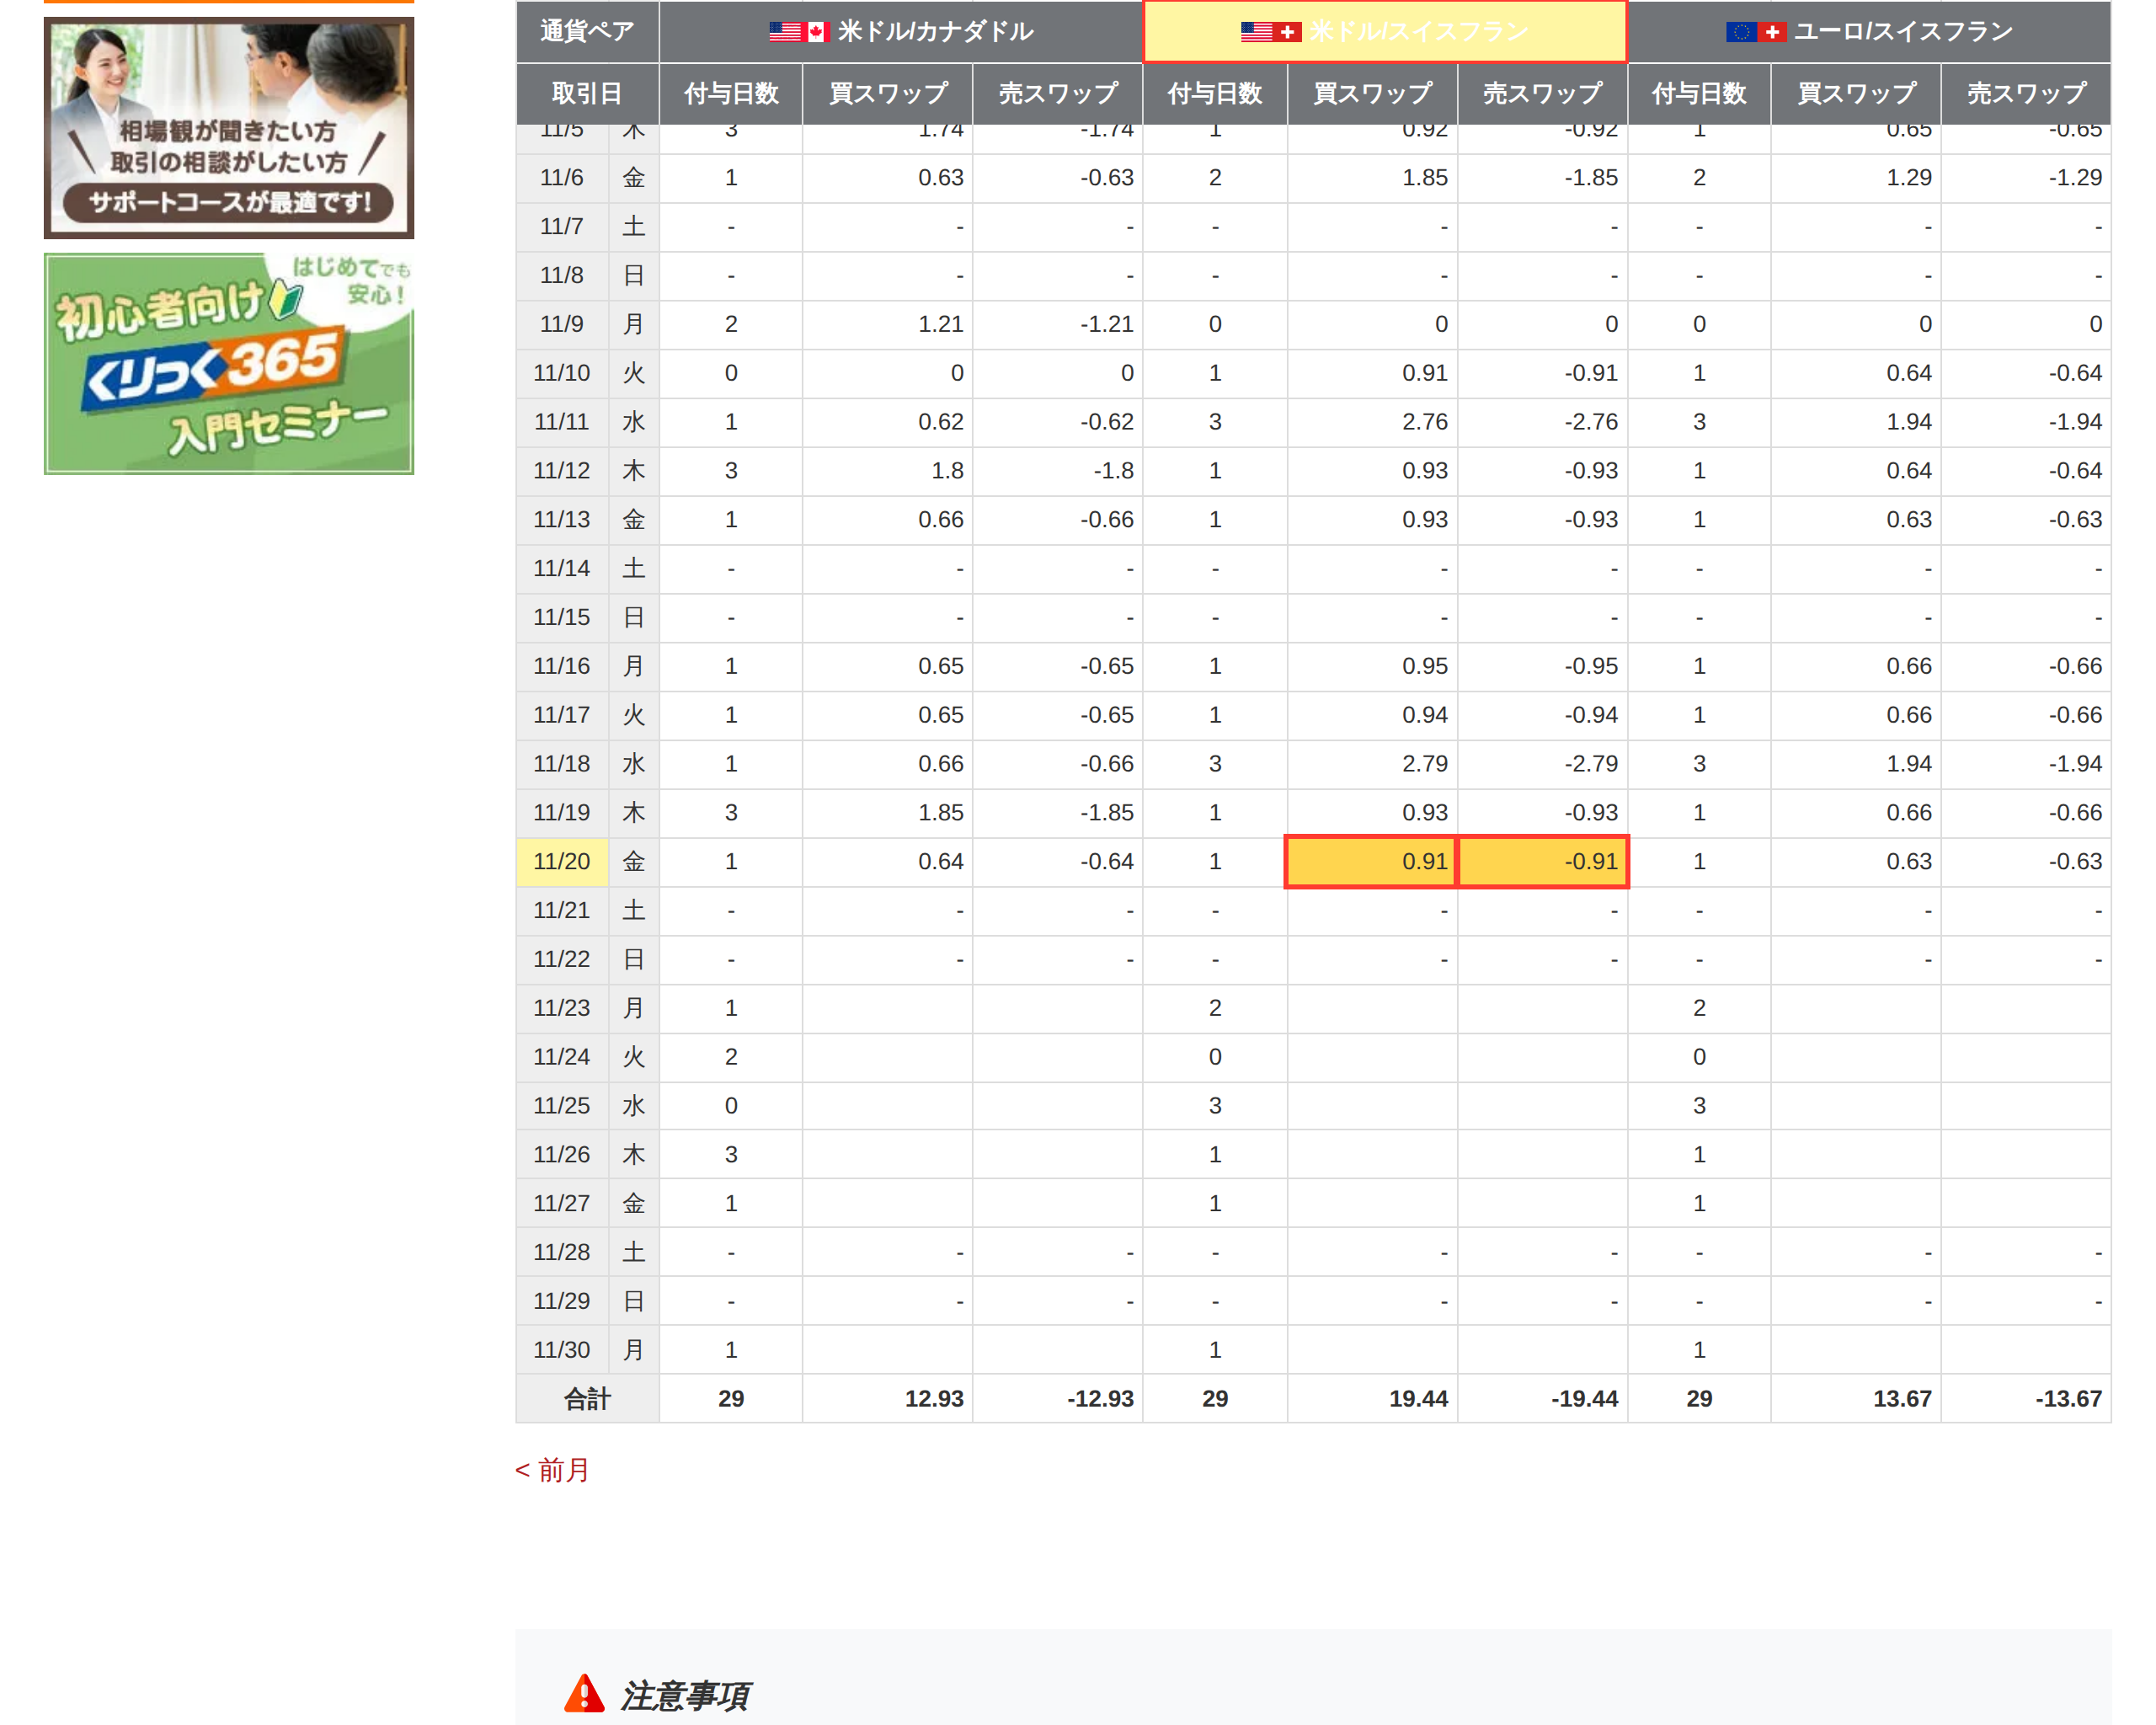 相場観が聞きたい方
取引の相談がしたい方
サポートコースが最適です!
はじめてでも
安心!
初心者向け
くりっく365
入門セミナー
通貨ペア 米ドル/カナダドル 米ドル/スイスフラン ユーロ/スイスフラン
取引日 付与日数 買スワップ 売スワップ 付与日数 買スワップ 売スワップ 付与日数 買スワップ 売スワップ
11/5 木 3 1.74 -1.74 1 0.92 -0.92 1 0.65 -0.65
11/6 金 1 0.63 -0.63 2 1.85 -1.85 2 1.29 -1.29
11/7 土 - - - - - - - - -
11/8 日 - - - - - - - - -
11/9 月 2 1.21 -1.21 0 0 0 0 0 0
11/10 火 0 0 0 1 0.91 -0.91 1 0.64 -0.64
11/11 水 1 0.62 -0.62 3 2.76 -2.76 3 1.94 -1.94
11/12 木 3 1.8 -1.8 1 0.93 -0.93 1 0.64 -0.64
11/13 金 1 0.66 -0.66 1 0.93 -0.93 1 0.63 -0.63
11/14 土 - - - - - - - - -
11/15 日 - - - - - - - - -
11/16 月 1 0.65 -0.65 1 0.95 -0.95 1 0.66 -0.66
11/17 火 1 0.65 -0.65 1 0.94 -0.94 1 0.66 -0.66
11/18 水 1 0.66 -0.66 3 2.79 -2.79 3 1.94 -1.94
11/19 木 3 1.85 -1.85 1 0.93 -0.93 1 0.66 -0.66
11/20 金 1 0.64 -0.64 1 0.91 -0.91 1 0.63 -0.63
11/21 土 - - - - - - - - -
11/22 日 - - - - - - - - -
11/23 月 1 2 2
11/24 火 2 0 0
11/25 水 0 3 3
11/26 木 3 1 1
11/27 金 1 1 1
11/28 土 - - - - - - - - -
11/29 日 - - - - - - - - -
11/30 月 1 1 1
合計 29 12.93 -12.93 29 19.44 -19.44 29 13.67 -13.67
< 前月
注意事項